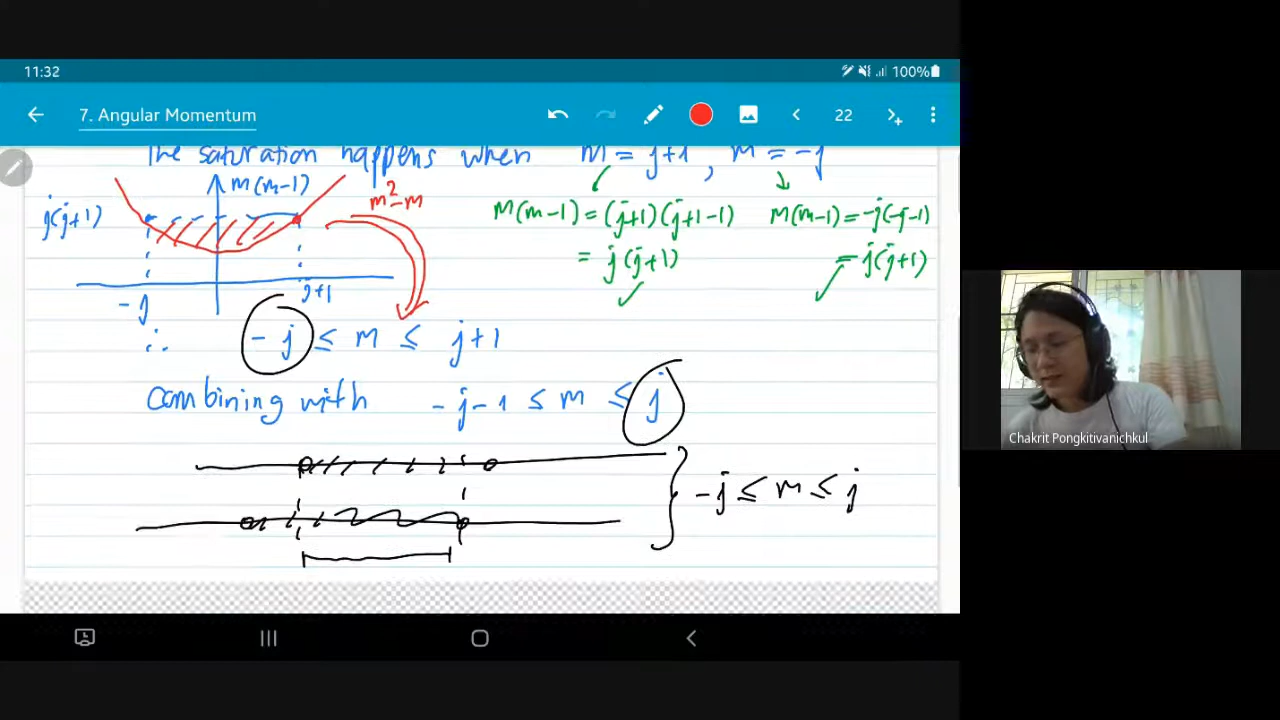 11:32
100%
7. Angular Momentum
22
The saturation happens when m = j+1, m = -j
m(m-1)
j(j+1)
m²-m
-j
j+1
m(m-1) = (j+1)(j+1-1)
= j(j+1)
✓
m(m-1) = -j(-j-1)
= j(j+1)
✓
∴ -j ≤ m ≤ j+1
Combining with -j-1 ≤ m ≤ j
-j ≤ m ≤ j
Chakrit Pongkitivanichkul